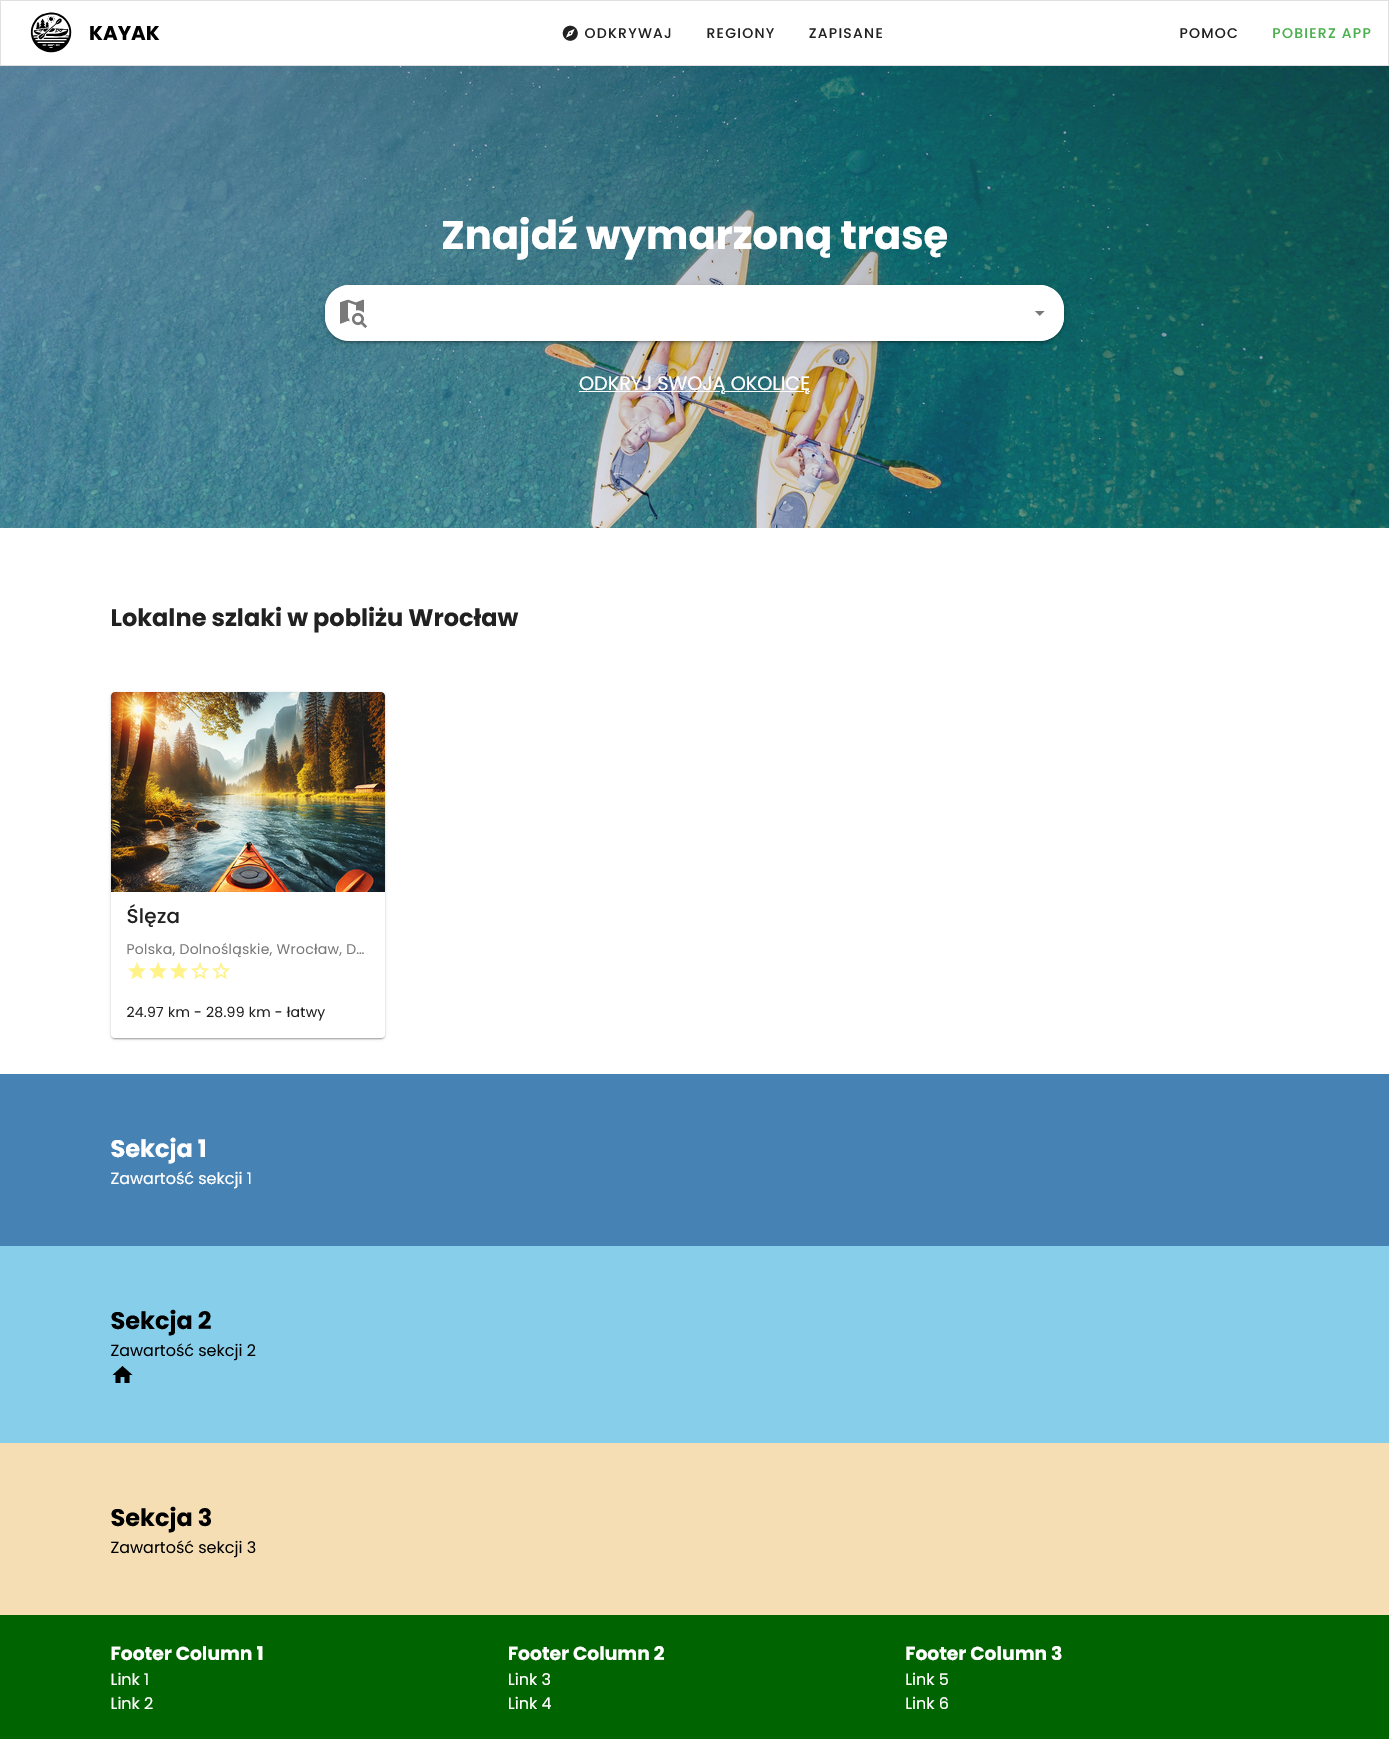 KAYAK
ODKRYWAJ
REGIONY
ZAPISANE
POMOC
POBIERZ APP
Znajdź wymarzoną trasę
ODKRYJ SWOJĄ OKOLICĘ
Lokalne szlaki w pobliżu Wrocław
Ślęza
Polska, Dolnośląskie, Wrocław, D...
24.97 km - 28.99 km - łatwy
Sekcja 1
Zawartość sekcji 1
Sekcja 2
Zawartość sekcji 2
Sekcja 3
Zawartość sekcji 3
Footer Column 1
Link 1
Link 2
Footer Column 2
Link 3
Link 4
Footer Column 3
Link 5
Link 6